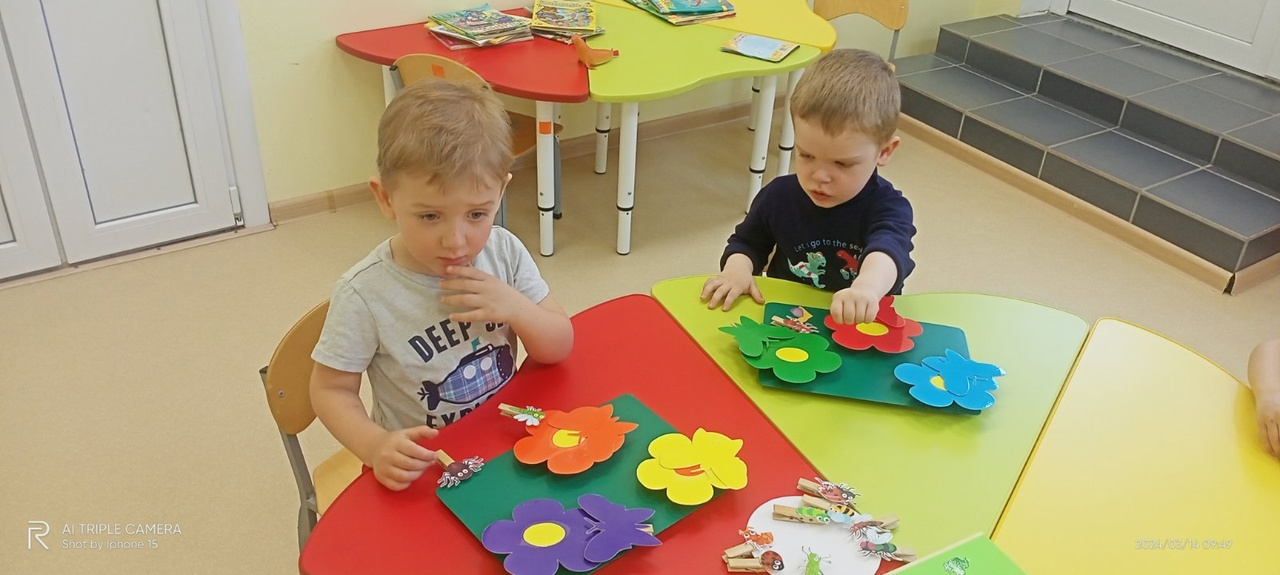 Let's go to the sea
DEEP
AI TRIPLE CAMERA
Shot by iphone 15
2024/02/14 09:49